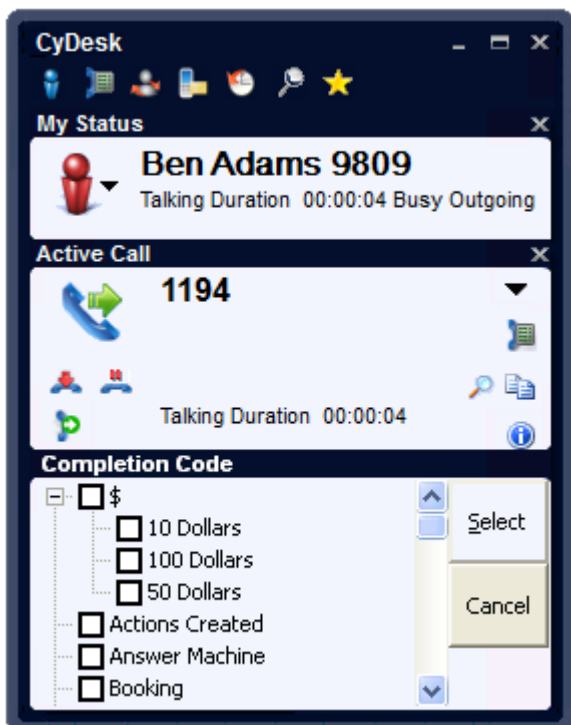 CyDesk
My Status
Ben Adams 9809
Talking Duration 00:00:04 Busy Outgoing
Active Call
1194
Talking Duration 00:00:04
Completion Code
$
10 Dollars
100 Dollars
50 Dollars
Actions Created
Answer Machine
Booking
Select
Cancel